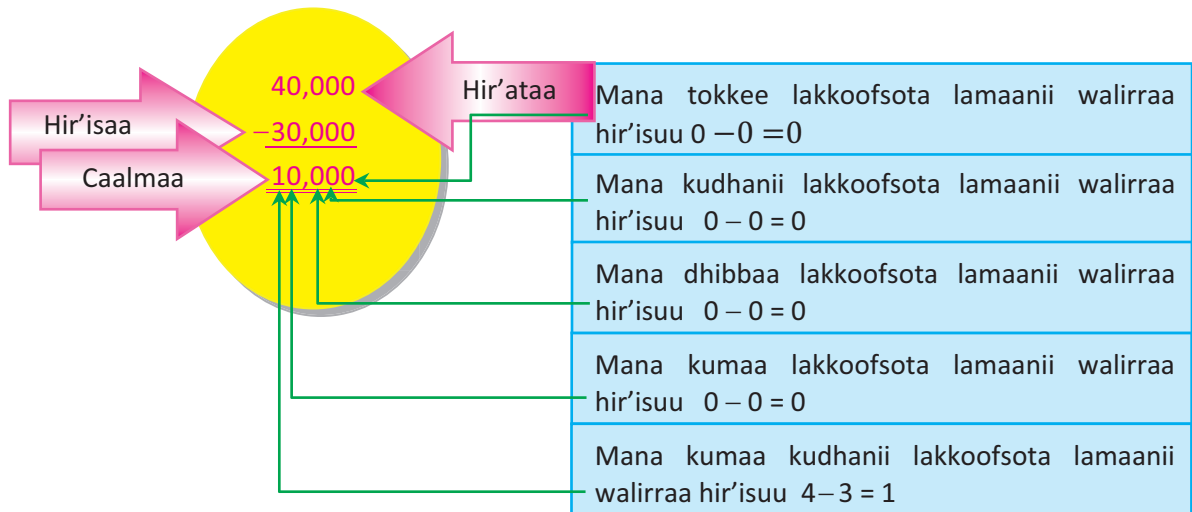 40,000
Hir'ataa
Hir'isaa
–30,000
Caalmaa
10,000
Mana tokkee lakkoofsota lamaanii walirraa
hir'isuu 0 – 0 = 0
Mana kudhanii lakkoofsota lamaanii walirraa
hir'isuu 0 – 0 = 0
Mana dhibbaa lakkoofsota lamaanii walirraa
hir'isuu 0 – 0 = 0
Mana kumaa lakkoofsota lamaanii walirraa
hir'isuu 0 – 0 = 0
Mana kumaa kudhanii lakkoofsota lamaanii
walirraa hir'isuu 4 – 3 = 1